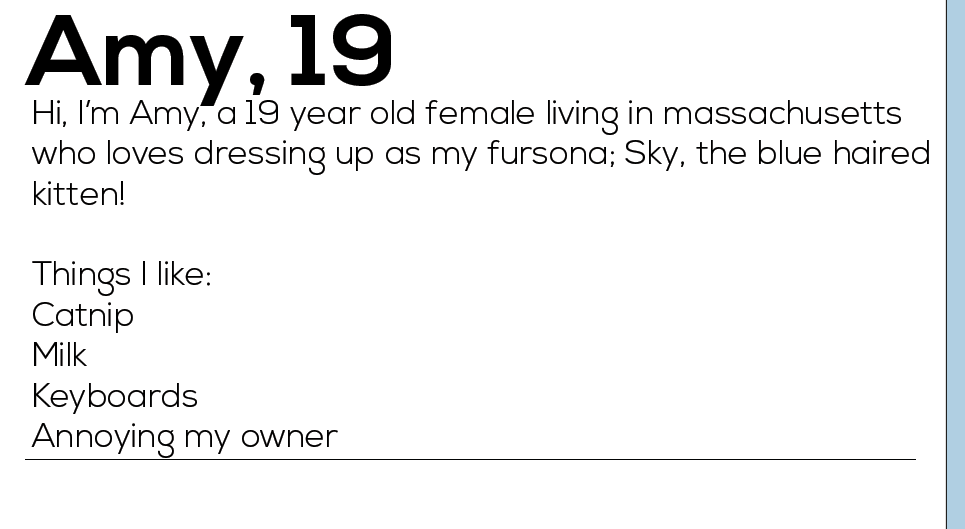 Amy, 19
Hi, I'm Amy, a 19 year old female living in massachusetts
who loves dressing up as my fursona; Sky, the blue haired
kitten!
Things I like:
Catnip
Milk
Keyboards
Annoying my owner